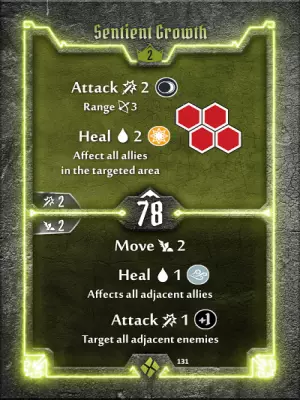 Sentient Growth
2
Attack 2
Range 3
Heal 2
Affect all allies
in the targeted area
2
78
2
Move 2
Heal 1
Affects all adjacent allies
Attack 1 +1
Target all adjacent enemies
131